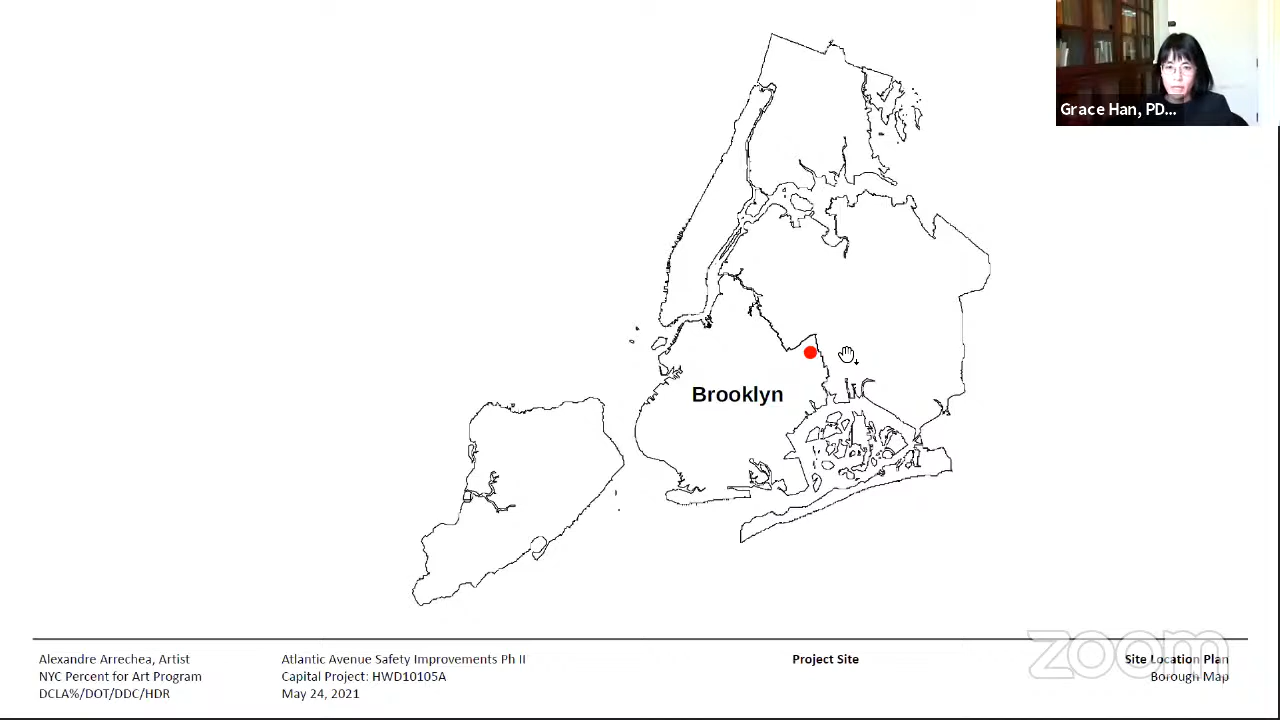 Grace Han, PD...
Brooklyn
Alexandre Arrechea, Artist
NYC Percent for Art Program
DCLA%/DOT/DDC/HDR
Atlantic Avenue Safety Improvements Ph II
Capital Project: HWD10105A
May 24, 2021
Project Site
Site Location Plan
Borough Map
zoom